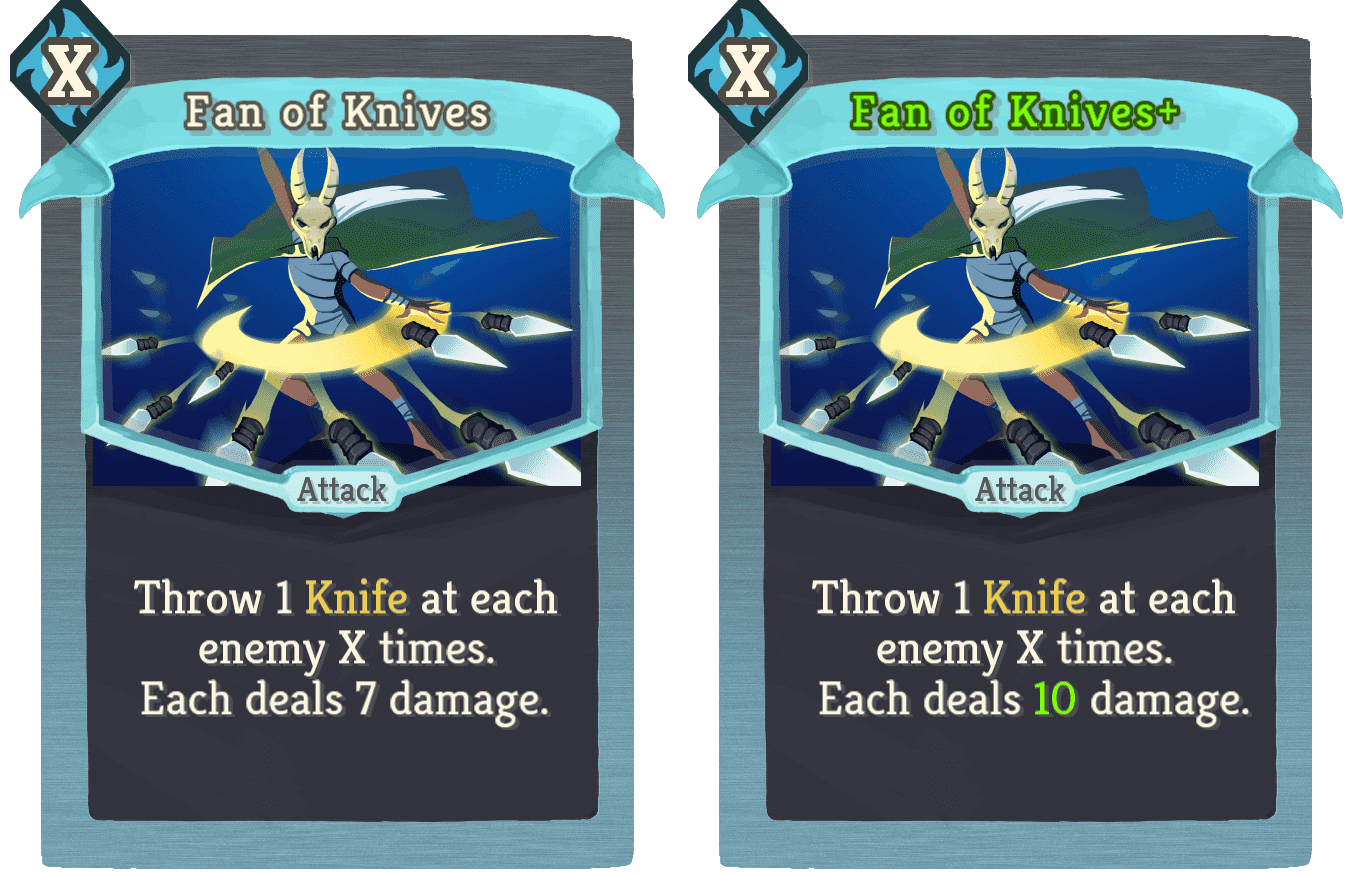 X
Fan of Knives
Attack
Throw 1 Knife at each
enemy X times.
Each deals 7 damage.
X
Fan of Knives+
Attack
Throw 1 Knife at each
enemy X times.
Each deals 10 damage.